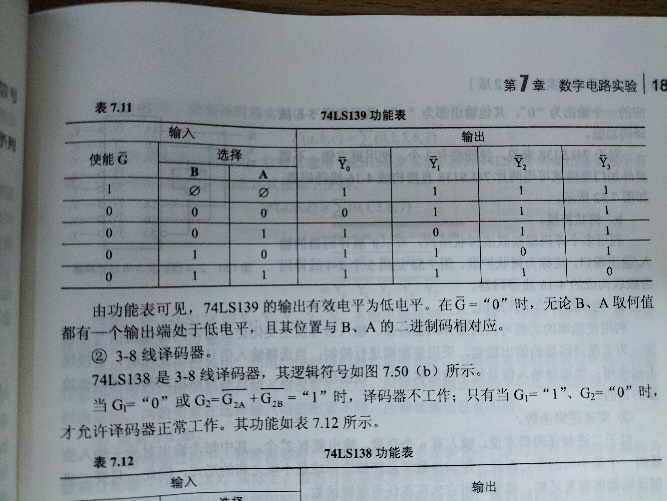 第7章 数字电路实验 18
表 7.11
74LS139 功能表
输入 输出
使能 G̅ 选择 Y̅₀ Y̅₁ Y̅₂ Y̅₃
B A
1 ∅ ∅ 1 1 1 1
0 0 0 0 1 1 1
0 0 1 1 0 1 1
0 1 0 1 1 0 1
0 1 1 1 1 1 0
由功能表可见，74LS139 的输出有效电平为低电平。在 G̅ =“0”时，无论 B、A 取何值
都有一个输出端处于低电平，且其位置与 B、A 的二进制码相对应。
② 3-8 线译码器。
74LS138 是 3-8 线译码器，其逻辑符号如图 7.50（b）所示。
当 G₁=“0”或 G₂=G̅₂A + G̅₂B =“1”时，译码器不工作；只有当 G₁=“1”、G₂=“0”时，
才允许译码器正常工作。其功能如表 7.12 所示。
表 7.12
74LS138 功能表
输入 输出
选择